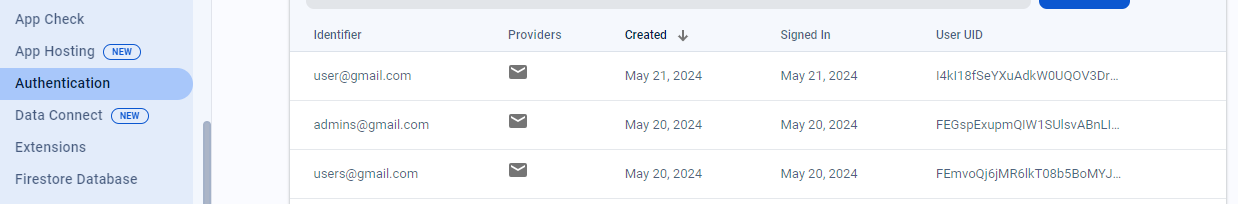 App Check
App Hosting NEW
Authentication
Data Connect NEW
Extensions
Firestore Database
Identifier Providers Created Signed In User UID
user@gmail.com May 21, 2024 May 21, 2024 I4kI18fSeYXuAdkW0UQOV3Dr...
admins@gmail.com May 20, 2024 May 20, 2024 FEGspExupmQIW1SUlsvABnLI...
users@gmail.com May 20, 2024 May 20, 2024 FEmvoQj6jMR6lkT08b5BoMYJ...